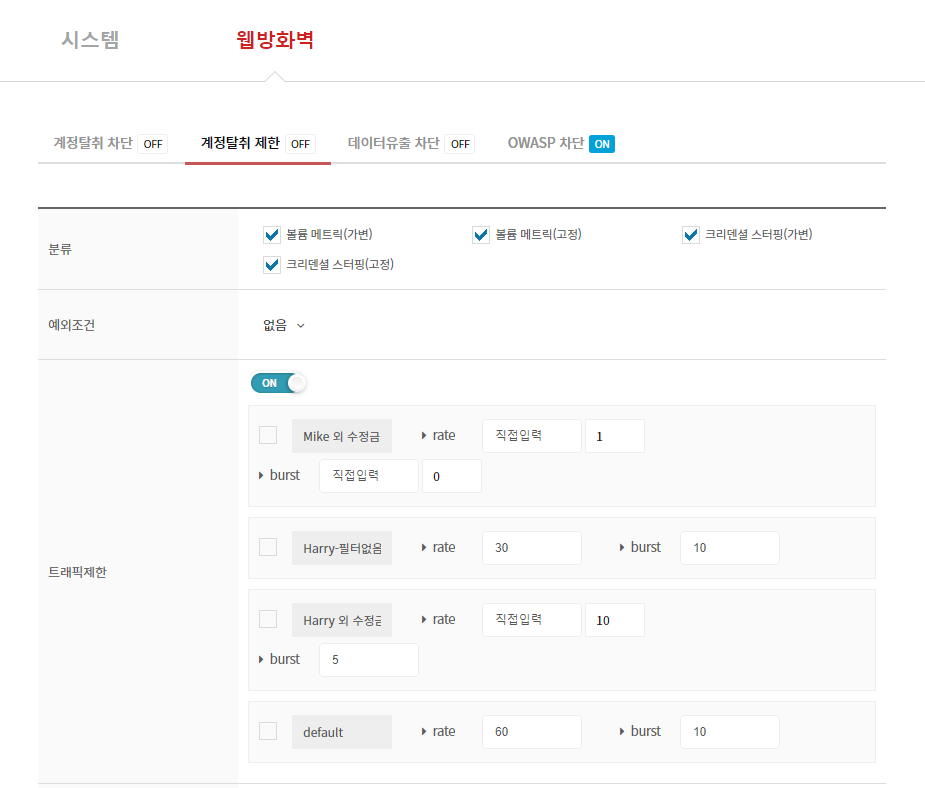 시스템 웹방화벽
계정탈취 차단 OFF 계정탈취 제한 OFF 데이터유출 차단 OFF OWASP 차단 ON
분류
볼륨 메트릭(가변) 볼륨 메트릭(고정) 크리덴셜 스터핑(가변)
크리덴셜 스터핑(고정)
예외조건 없음
트래픽제한
ON
Mike 외 수정금 rate 직접입력 1
burst 직접입력 0
Harry-필터없음 rate 30 burst 10
Harry 외 수정금 rate 직접입력 10
burst 5
default rate 60 burst 10